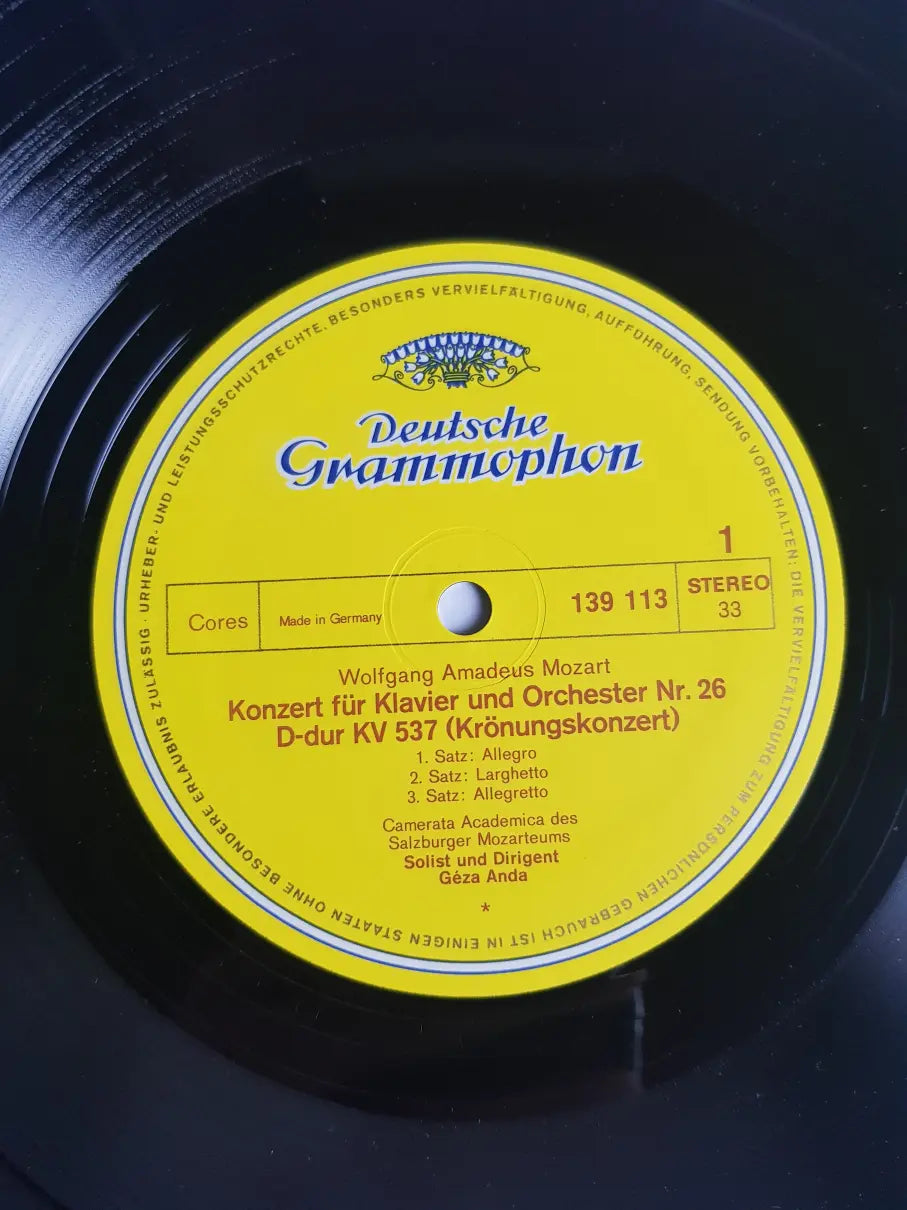 Deutsche
Grammophon
1
Cores
Made in Germany
139 113
STEREO
33
Wolfgang Amadeus Mozart
Konzert für Klavier und Orchester Nr. 26
D-dur KV 537 (Krönungskonzert)
1. Satz: Allegro
2. Satz: Larghetto
3. Satz: Allegretto
Camerata Academica des
Salzburger Mozarteums
Solist und Dirigent
Géza Anda
*
URHEBER- UND LEISTUNGSSCHUTZRECHTE, BESONDERS VERVIELFÄLTIGUNG, AUFFÜHRUNG, SENDUNG VORBEHALTEN; DIE VERVIELFÄLTIGUNG ZUM PERSÖNLICHEN GEBRAUCH IST IN EINIGEN STAATEN OHNE BESONDERE ERLAUBNIS ZULÄSSIG ·